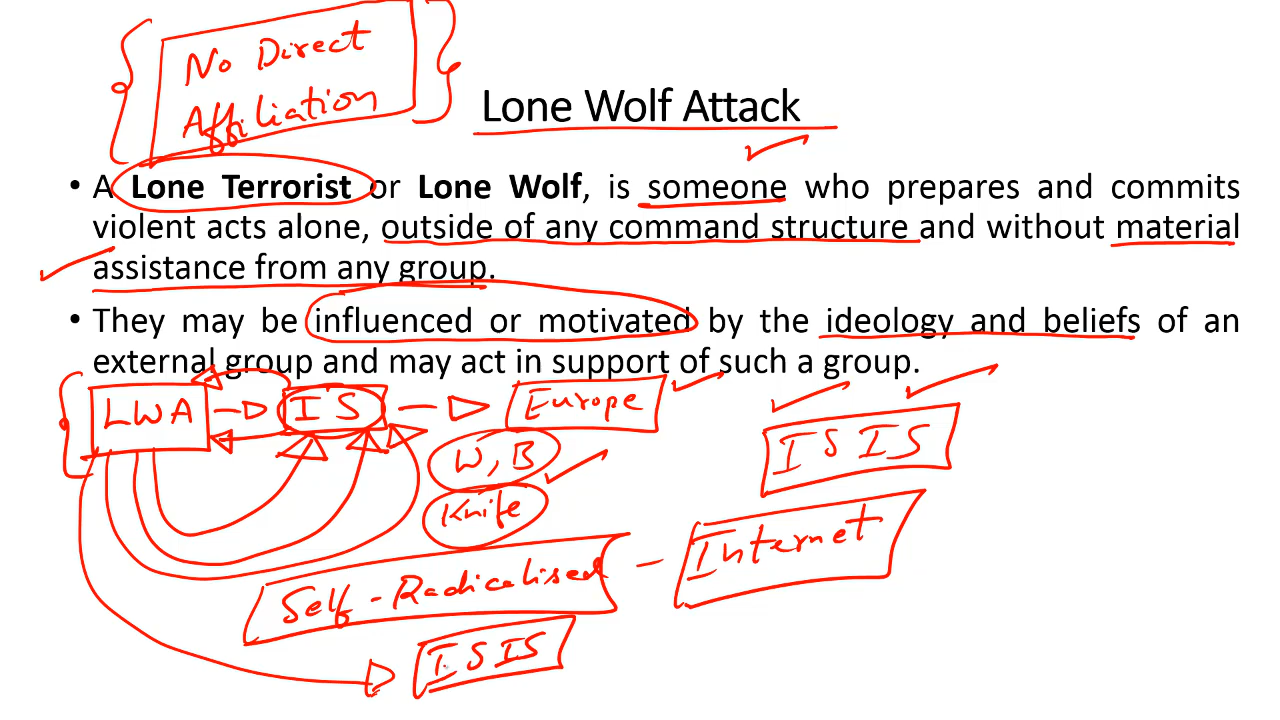 No Direct
Affiliation
Lone Wolf Attack
• A Lone Terrorist or Lone Wolf, is someone who prepares and commits
violent acts alone, outside of any command structure and without material
assistance from any group.
• They may be influenced or motivated by the ideology and beliefs of an
external group and may act in support of such a group.
LWA
IS
Europe
W, B
Knife
ISIS
Self-Radicalised - Internet
ISIS